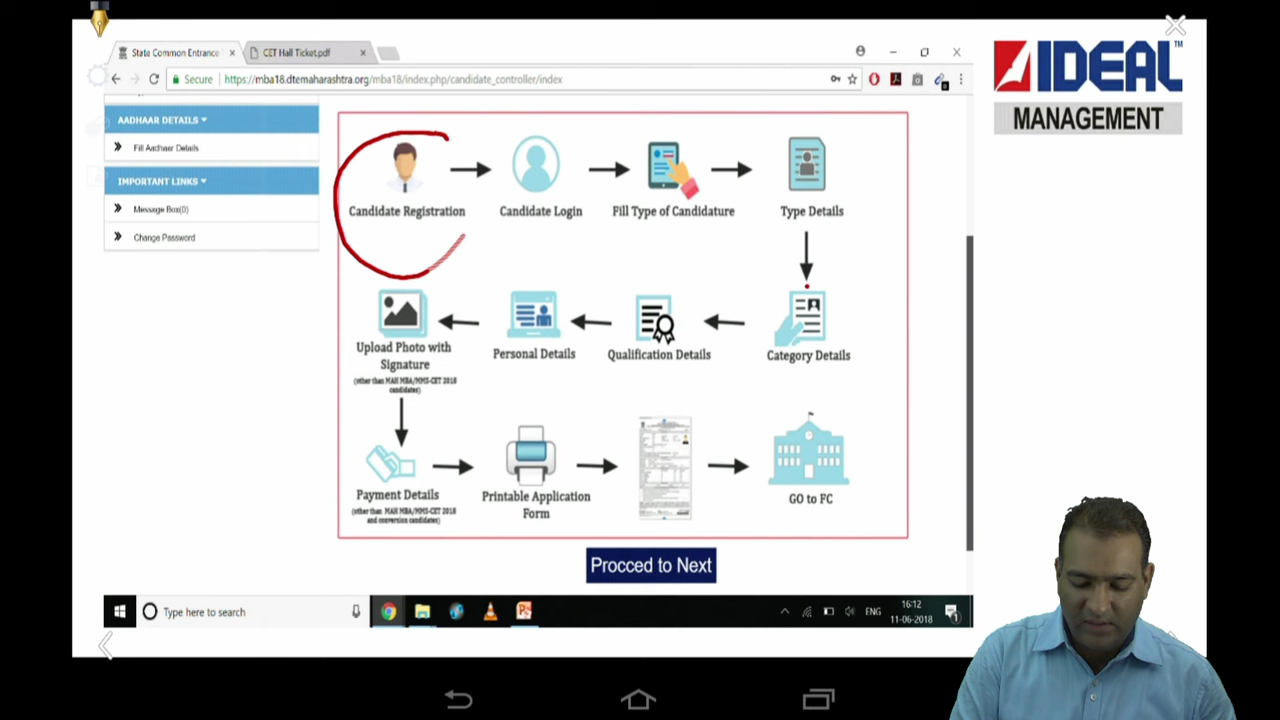 State Common Entrance
CET Hall Ticket.pdf
Secure
https://mba18.dtemaharashtra.org/mba18/index.php/candidate_controller/index
IDEAL™
MANAGEMENT
AADHAAR DETAILS
Fill Aadhaar Details
IMPORTANT LINKS
Message Box(0)
Change Password
Candidate Registration
Candidate Login
Fill Type of Candidature
Type Details
Upload Photo with
Signature
(other than MAH MBA/MMS-CET 2018
candidates)
Personal Details
Qualification Details
Category Details
Payment Details
(other than MAH MBA/MMS-CET 2018
and conversion candidates)
Printable Application
Form
GO to FC
Procced to Next
Type here to search
ENG
16:12
11-06-2018
1